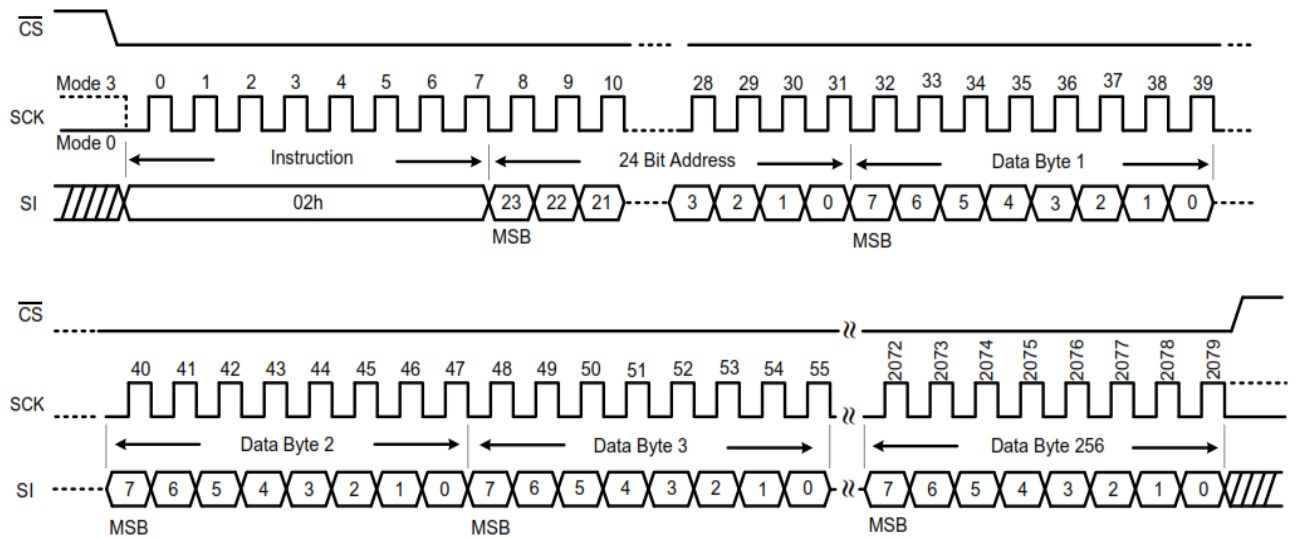 CS
Mode 3 0 1 2 3 4 5 6 7 8 9 10 28 29 30 31 32 33 34 35 36 37 38 39
SCK
Mode 0
Instruction 24 Bit Address Data Byte 1
SI 02h 23 22 21 3 2 1 0 7 6 5 4 3 2 1 0
MSB MSB
CS
40 41 42 43 44 45 46 47 48 49 50 51 52 53 54 55 2072 2073 2074 2075 2076 2077 2078 2079
SCK
Data Byte 2 Data Byte 3 Data Byte 256
SI 7 6 5 4 3 2 1 0 7 6 5 4 3 2 1 0 7 6 5 4 3 2 1 0
MSB MSB MSB